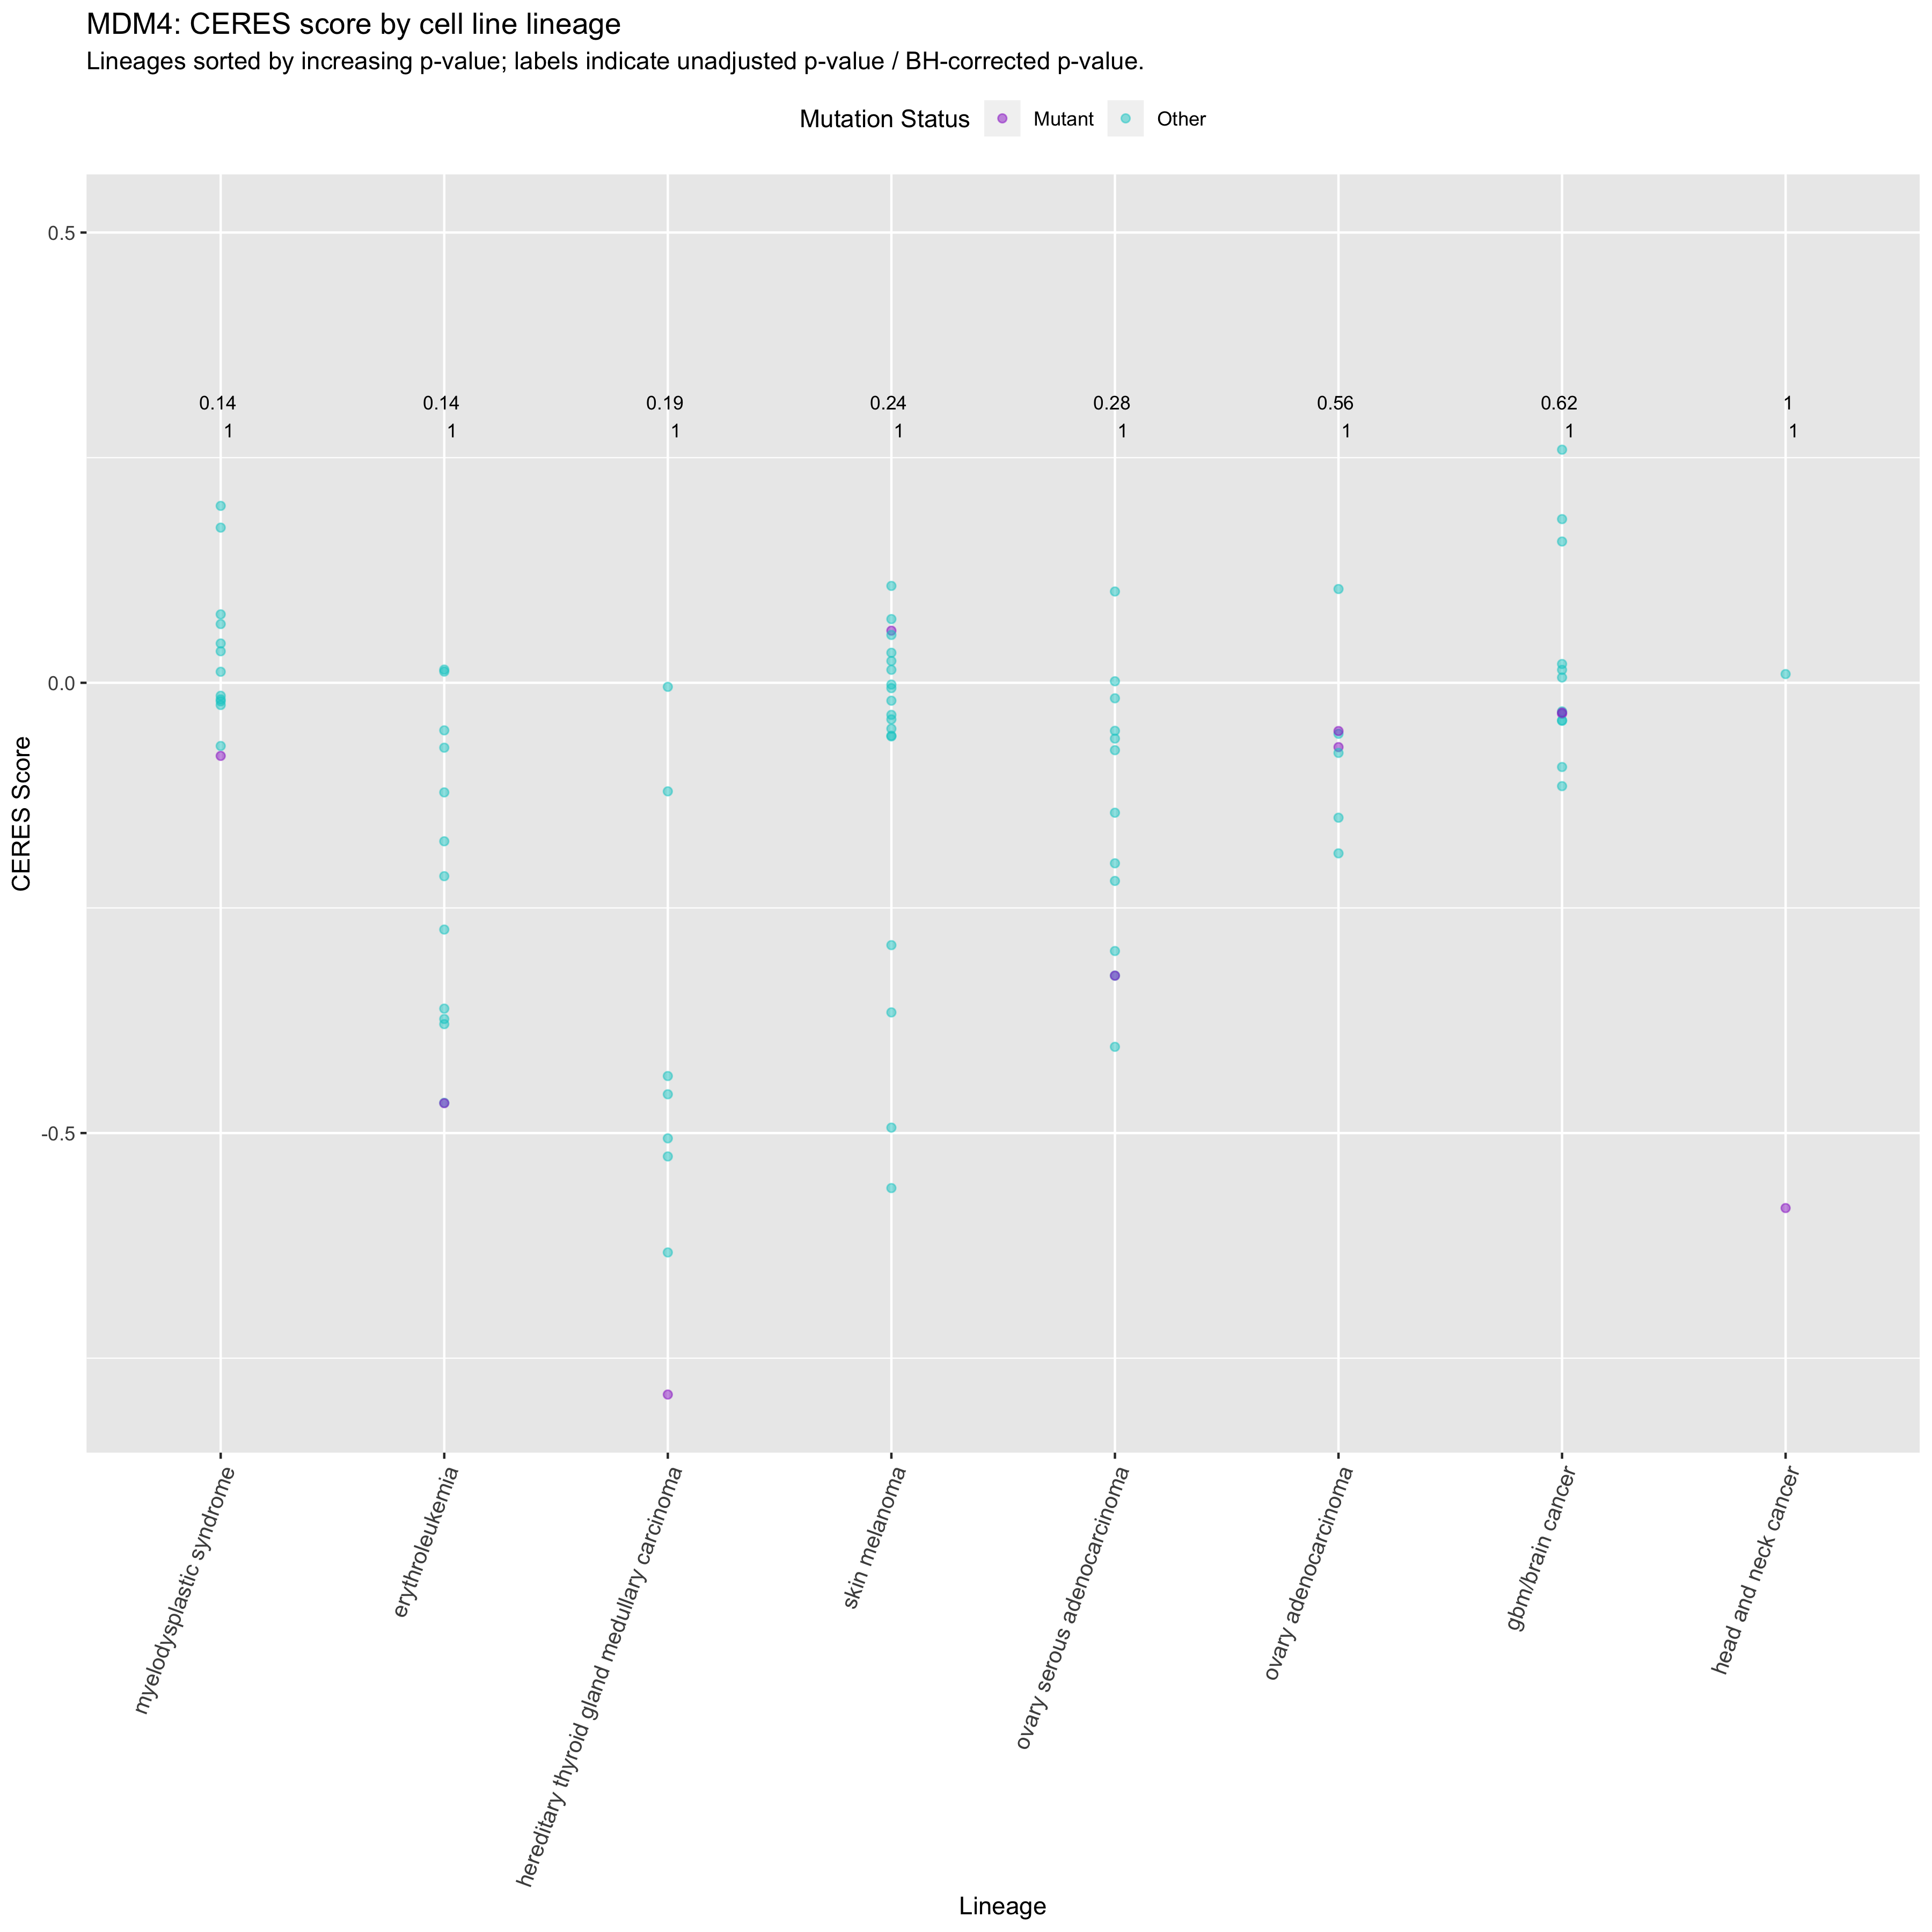 MDM4: CERES score by cell line lineage
Lineages sorted by increasing p-value; labels indicate unadjusted p-value / BH-corrected p-value.
Mutation Status Mutant Other
0.5
0.14 0.14 0.19 0.24 0.28 0.56 0.62 1
1 1 1 1 1 1 1 1
0.0
-0.5
CERES Score
myelodysplastic syndrome
erythroleukemia
hereditary thyroid gland medullary carcinoma
skin melanoma
ovary serous adenocarcinoma
ovary adenocarcinoma
gbm/brain cancer
head and neck cancer
Lineage